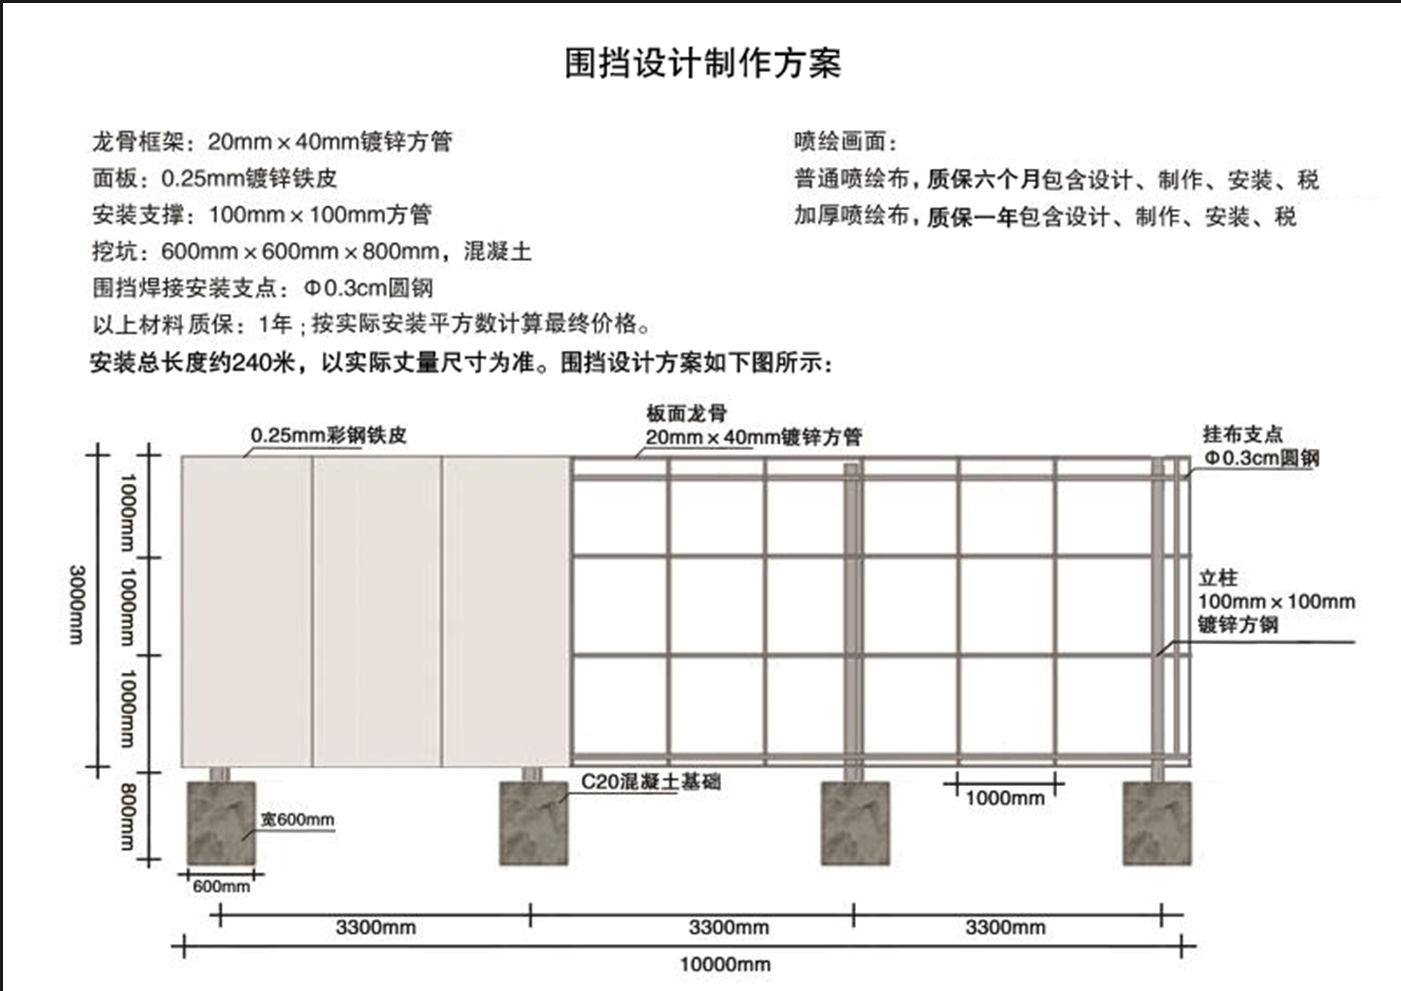 围挡设计制作方案
龙骨框架：20mm×40mm镀锌方管
面板：0.25mm镀锌铁皮
安装支撑：100mm×100mm方管
挖坑：600mm×600mm×800mm，混凝土
围挡焊接安装支点：Φ0.3cm圆钢
以上材料质保：1年；按实际安装平方数计算最终价格。
安装总长度约240米，以实际丈量尺寸为准。围挡设计方案如下图所示：
喷绘画面：
普通喷绘布，质保六个月包含设计、制作、安装、税
加厚喷绘布，质保一年包含设计、制作、安装、税
0.25mm彩钢铁皮
板面龙骨
20mm×40mm镀锌方管
挂布支点
Φ0.3cm圆钢
3000mm
1000mm
1000mm
1000mm
800mm
立柱
100mm×100mm
镀锌方钢
C20混凝土基础
1000mm
宽600mm
600mm
3300mm
3300mm
3300mm
10000mm